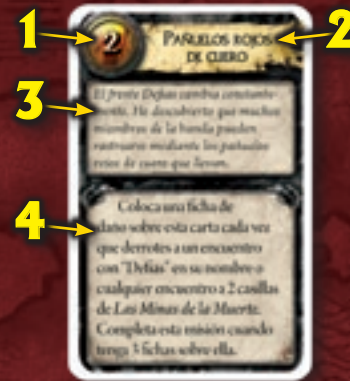 1
2
2
PAÑUELOS ROJOS
DE CUERO
3
El frente Defias cambia constante-
mente. He descubierto que muchos
miembros de la banda pueden
rastrearse mediante los pañuelos
rojos de cuero que llevan.
4
Coloca una ficha de
daño sobre esta carta cada vez
que derrotes a un encuentro
con "Defias" en su nombre o
cualquier encuentro a 2 casillas
de Las Minas de la Muerte.
Completa esta misión cuando
tenga 3 fichas sobre ella.